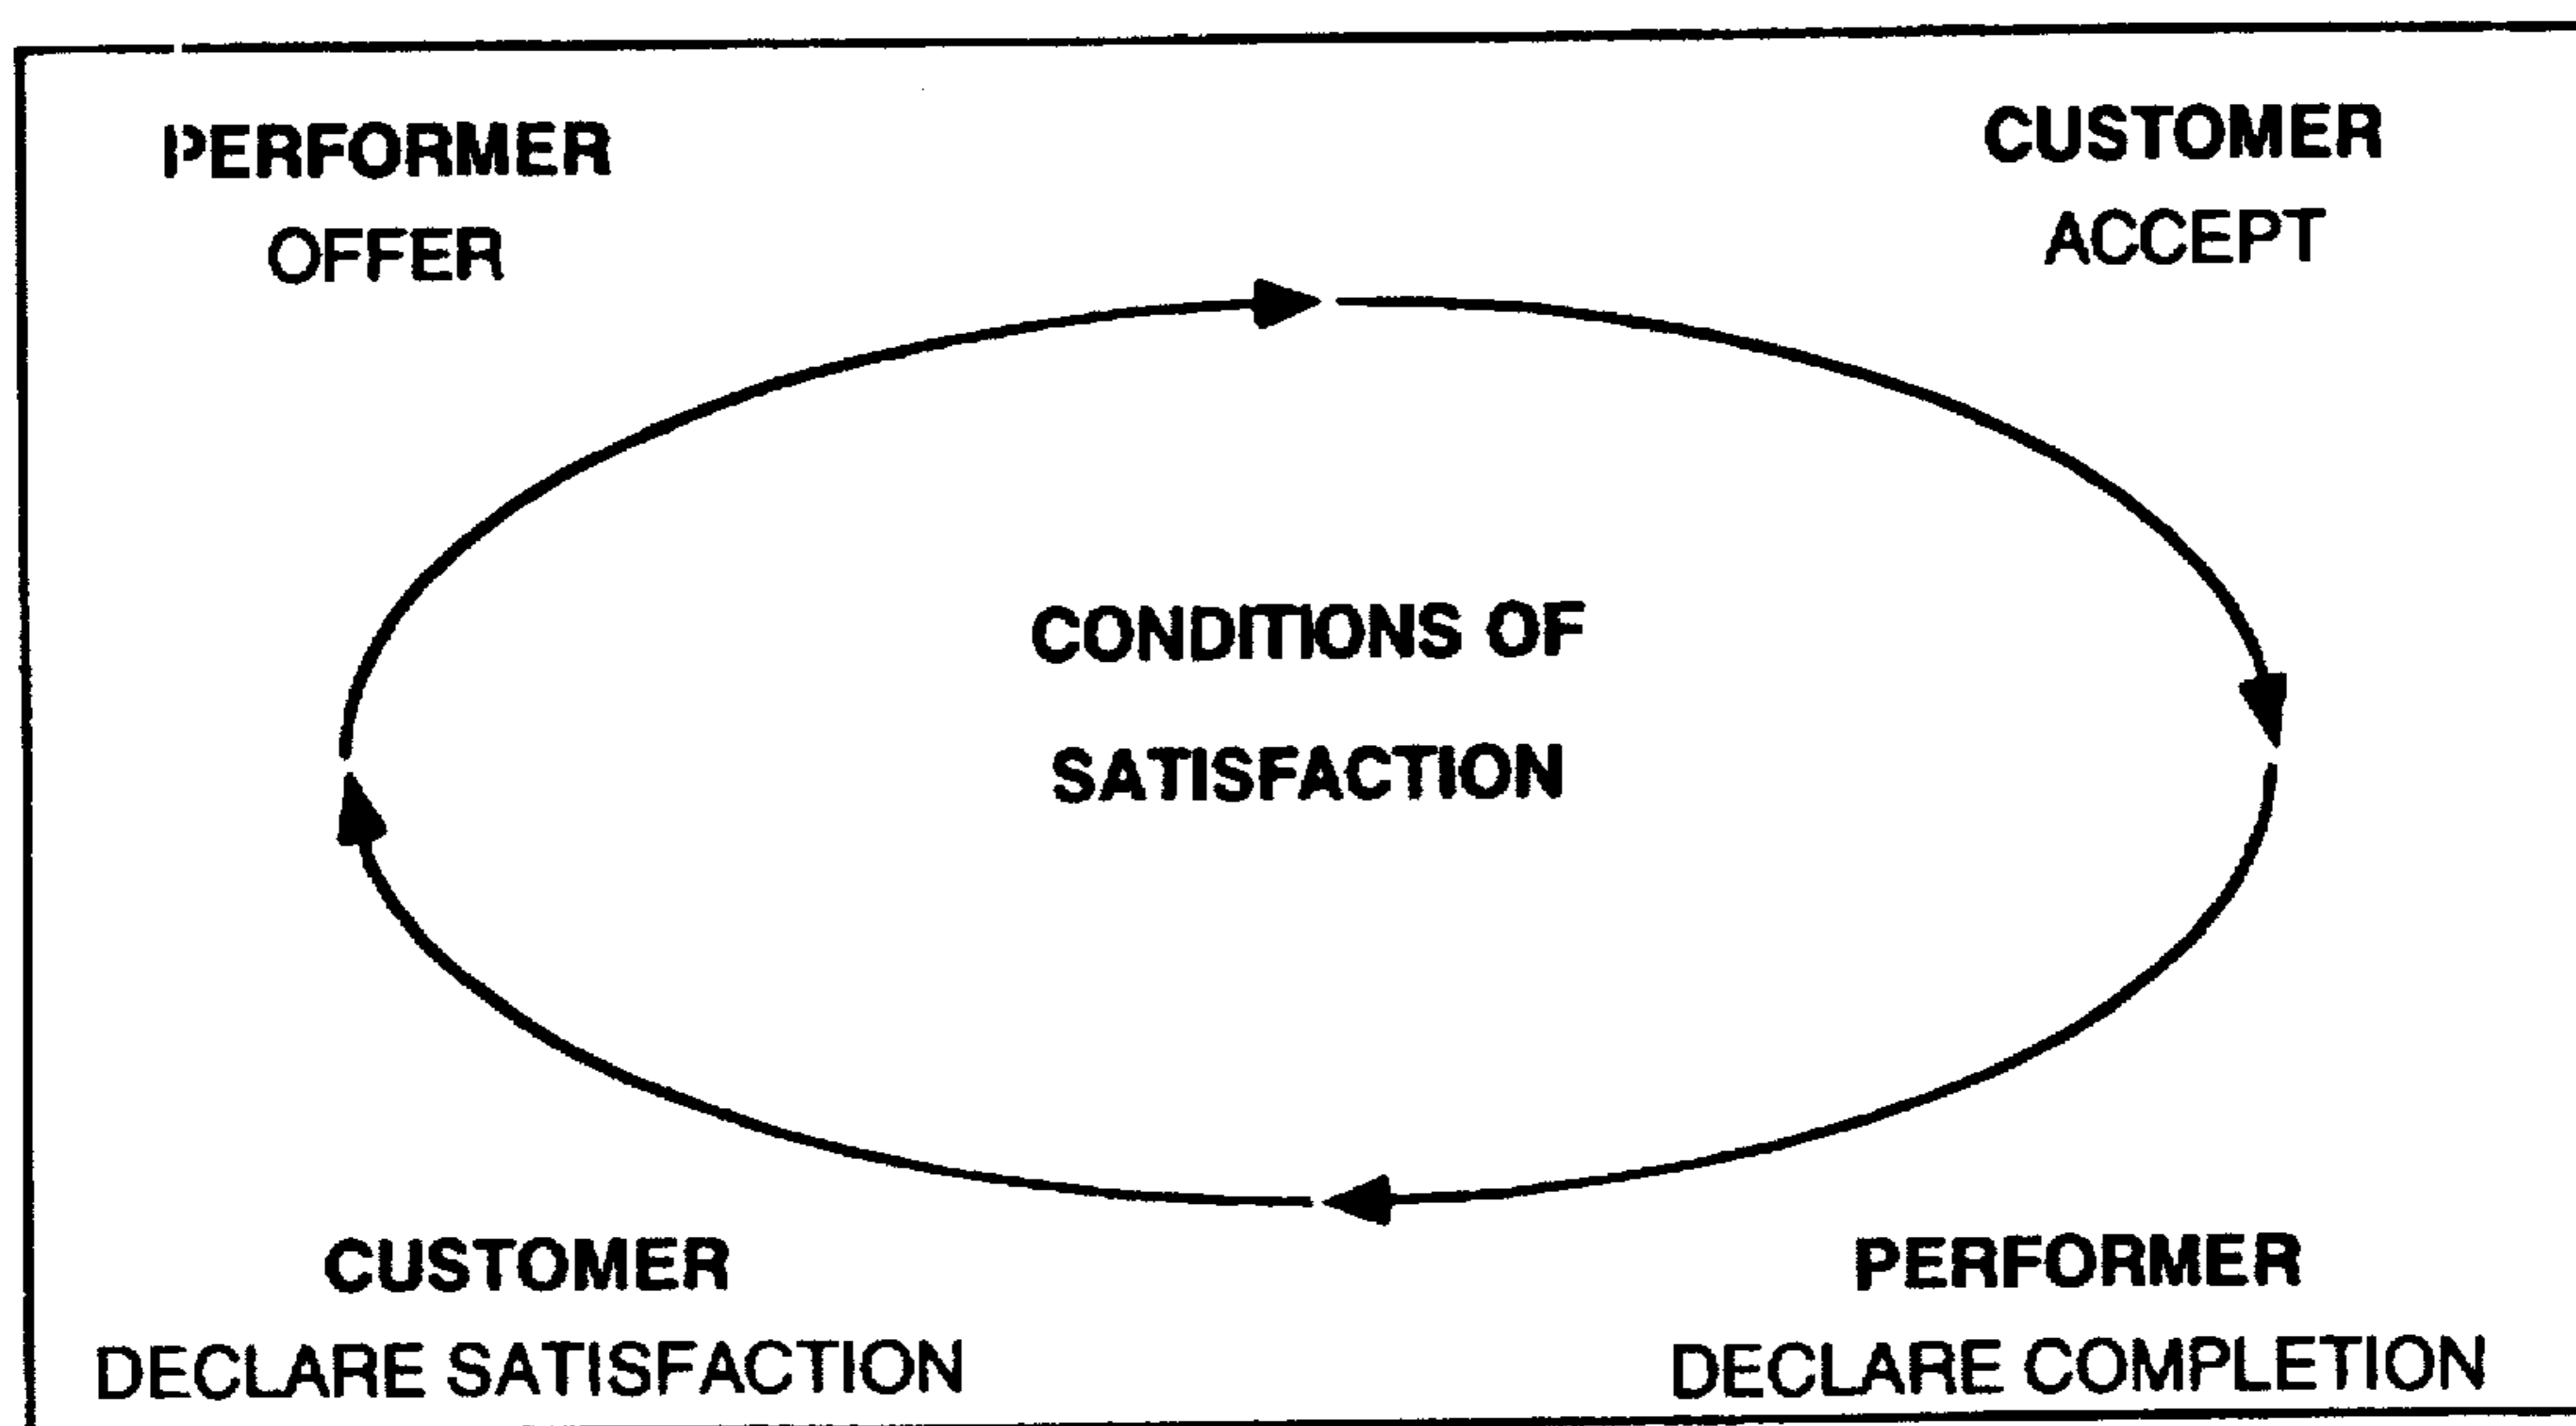 PERFORMER
OFFER
CUSTOMER
ACCEPT
CONDITIONS OF
SATISFACTION
CUSTOMER
DECLARE SATISFACTION
PERFORMER
DECLARE COMPLETION